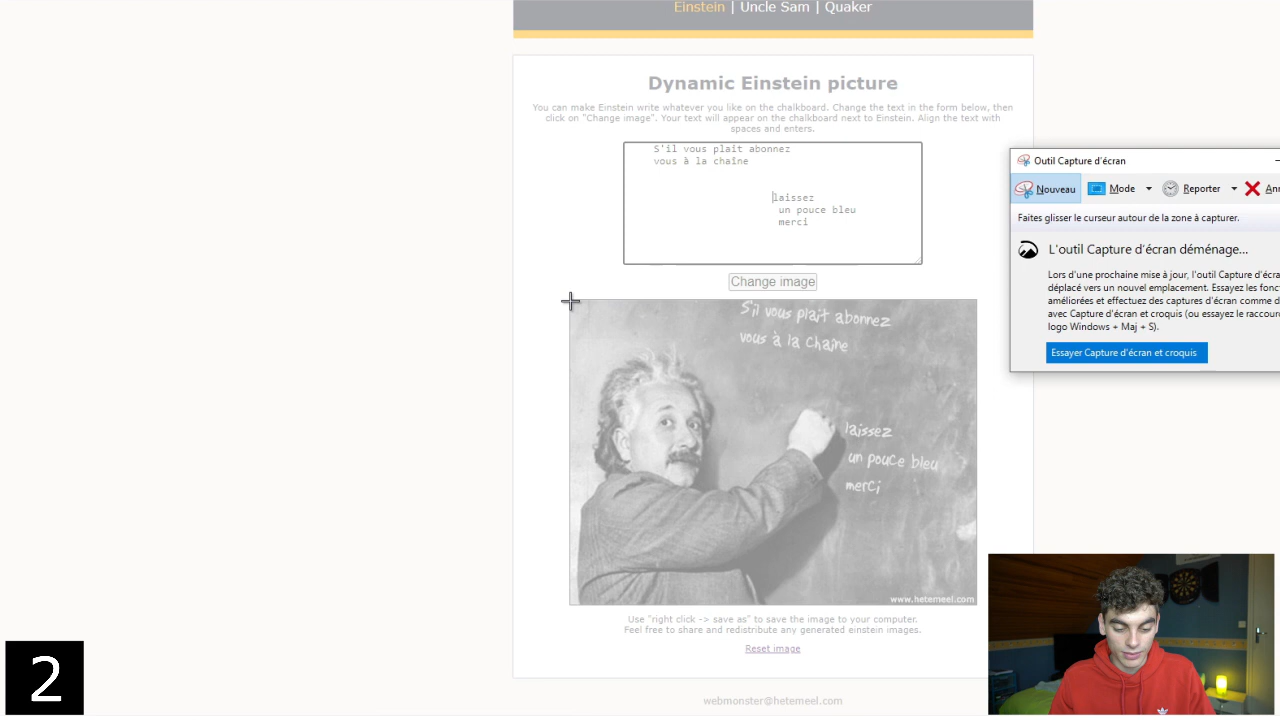 Einstein | Uncle Sam | Quaker
Dynamic Einstein picture
You can make Einstein write whatever you like on the chalkboard. Change the text in the form below, then
click on "Change image". Your text will appear on the chalkboard next to Einstein. Align the text with
spaces and enters.
S'il vous plait abonnez
vous à la chaîne
laissez
un pouce bleu
merci
Change image
S'il vous plait abonnez
vous à la chaîne
laissez
un pouce bleu
merci
www.hetemeel.com
Use "right click -> save as" to save the image to your computer.
Feel free to share and redistribute any generated einstein images.
Reset image
webmonster@hetemeel.com
Outil Capture d'écran
Nouveau Mode Reporter Ann
Faites glisser le curseur autour de la zone à capturer.
L'outil Capture d'écran déménage...
Lors d'une prochaine mise à jour, l'outil Capture d'écra
déplacé vers un nouvel emplacement. Essayez les fonct
améliorées et effectuez des captures d'écran comme d
avec Capture d'écran et croquis (ou essayez le raccour
logo Windows + Maj + S).
Essayer Capture d'écran et croquis
2